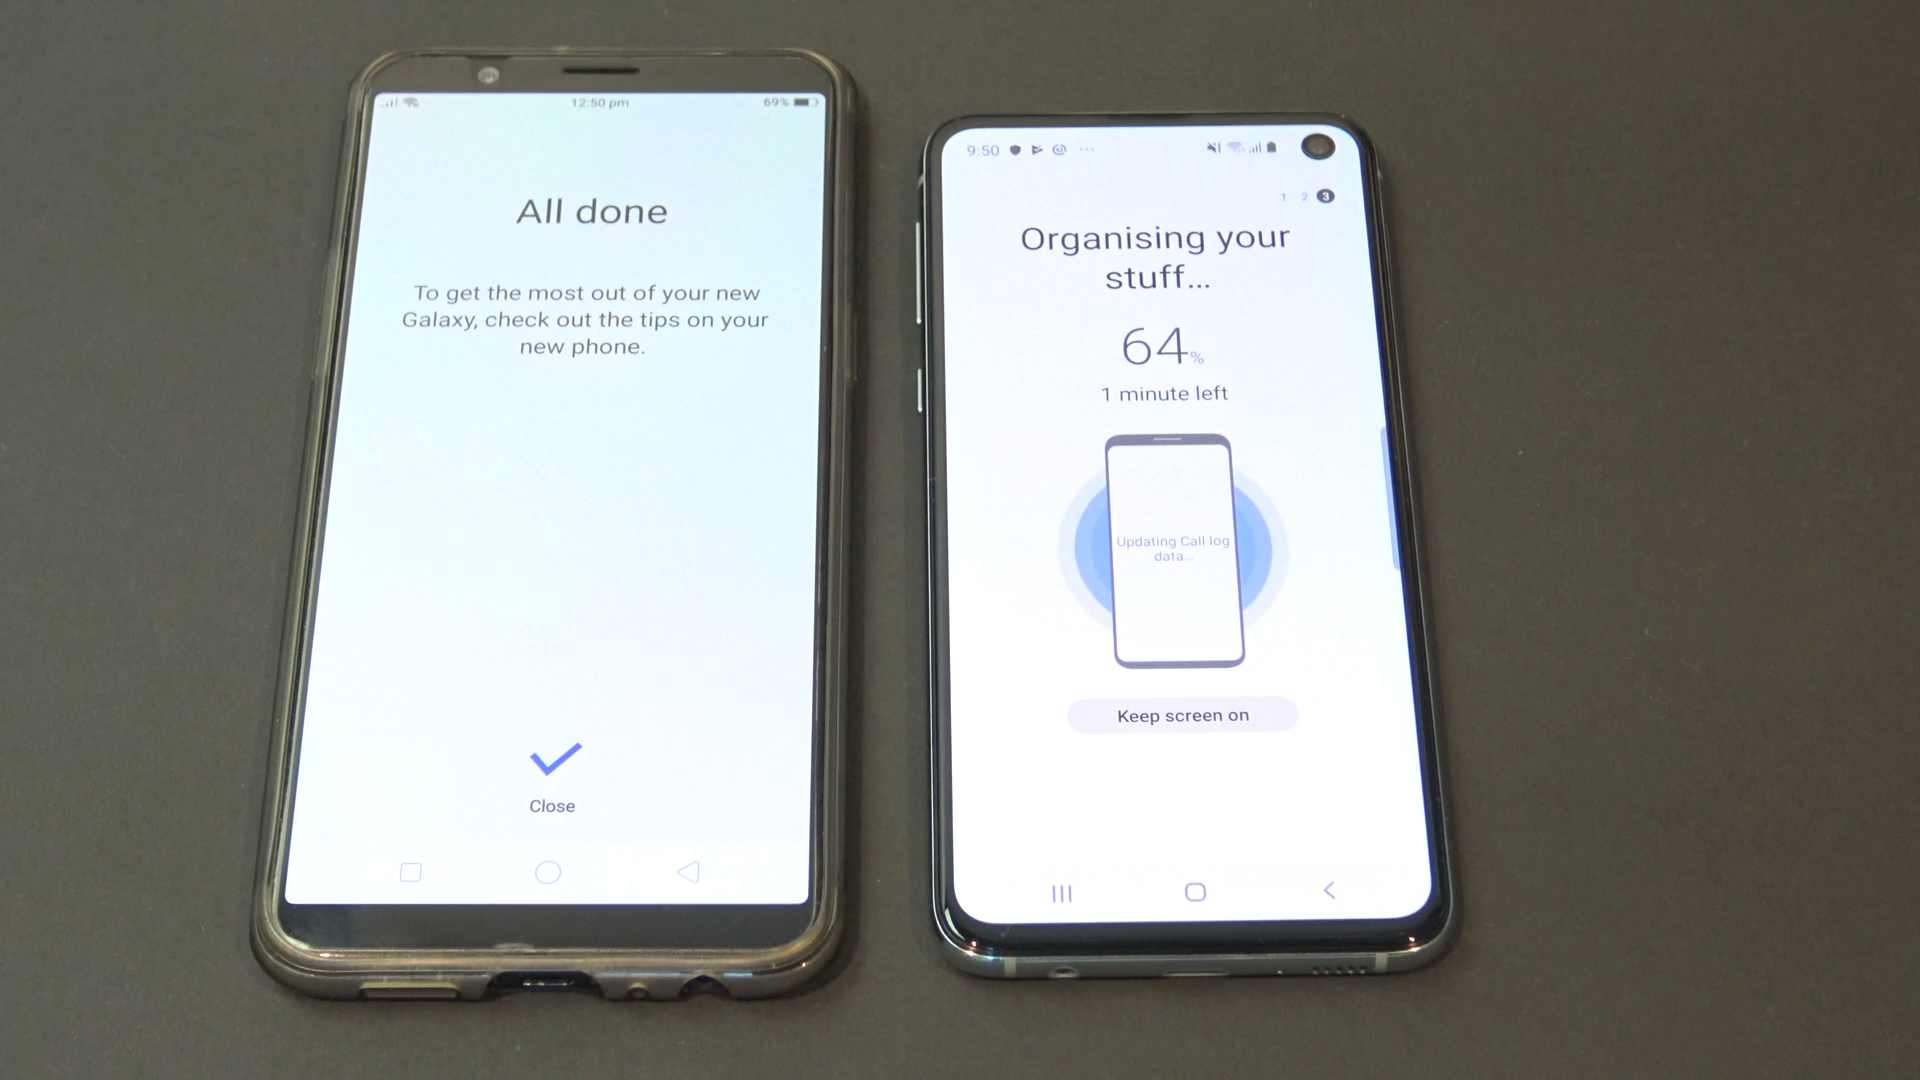 12:50 pm
69%
All done
To get the most out of your new
Galaxy, check out the tips on your
new phone.
Close
9:50
1 2 3
Organising your
stuff...
64%
1 minute left
Updating Call log
data...
Keep screen on